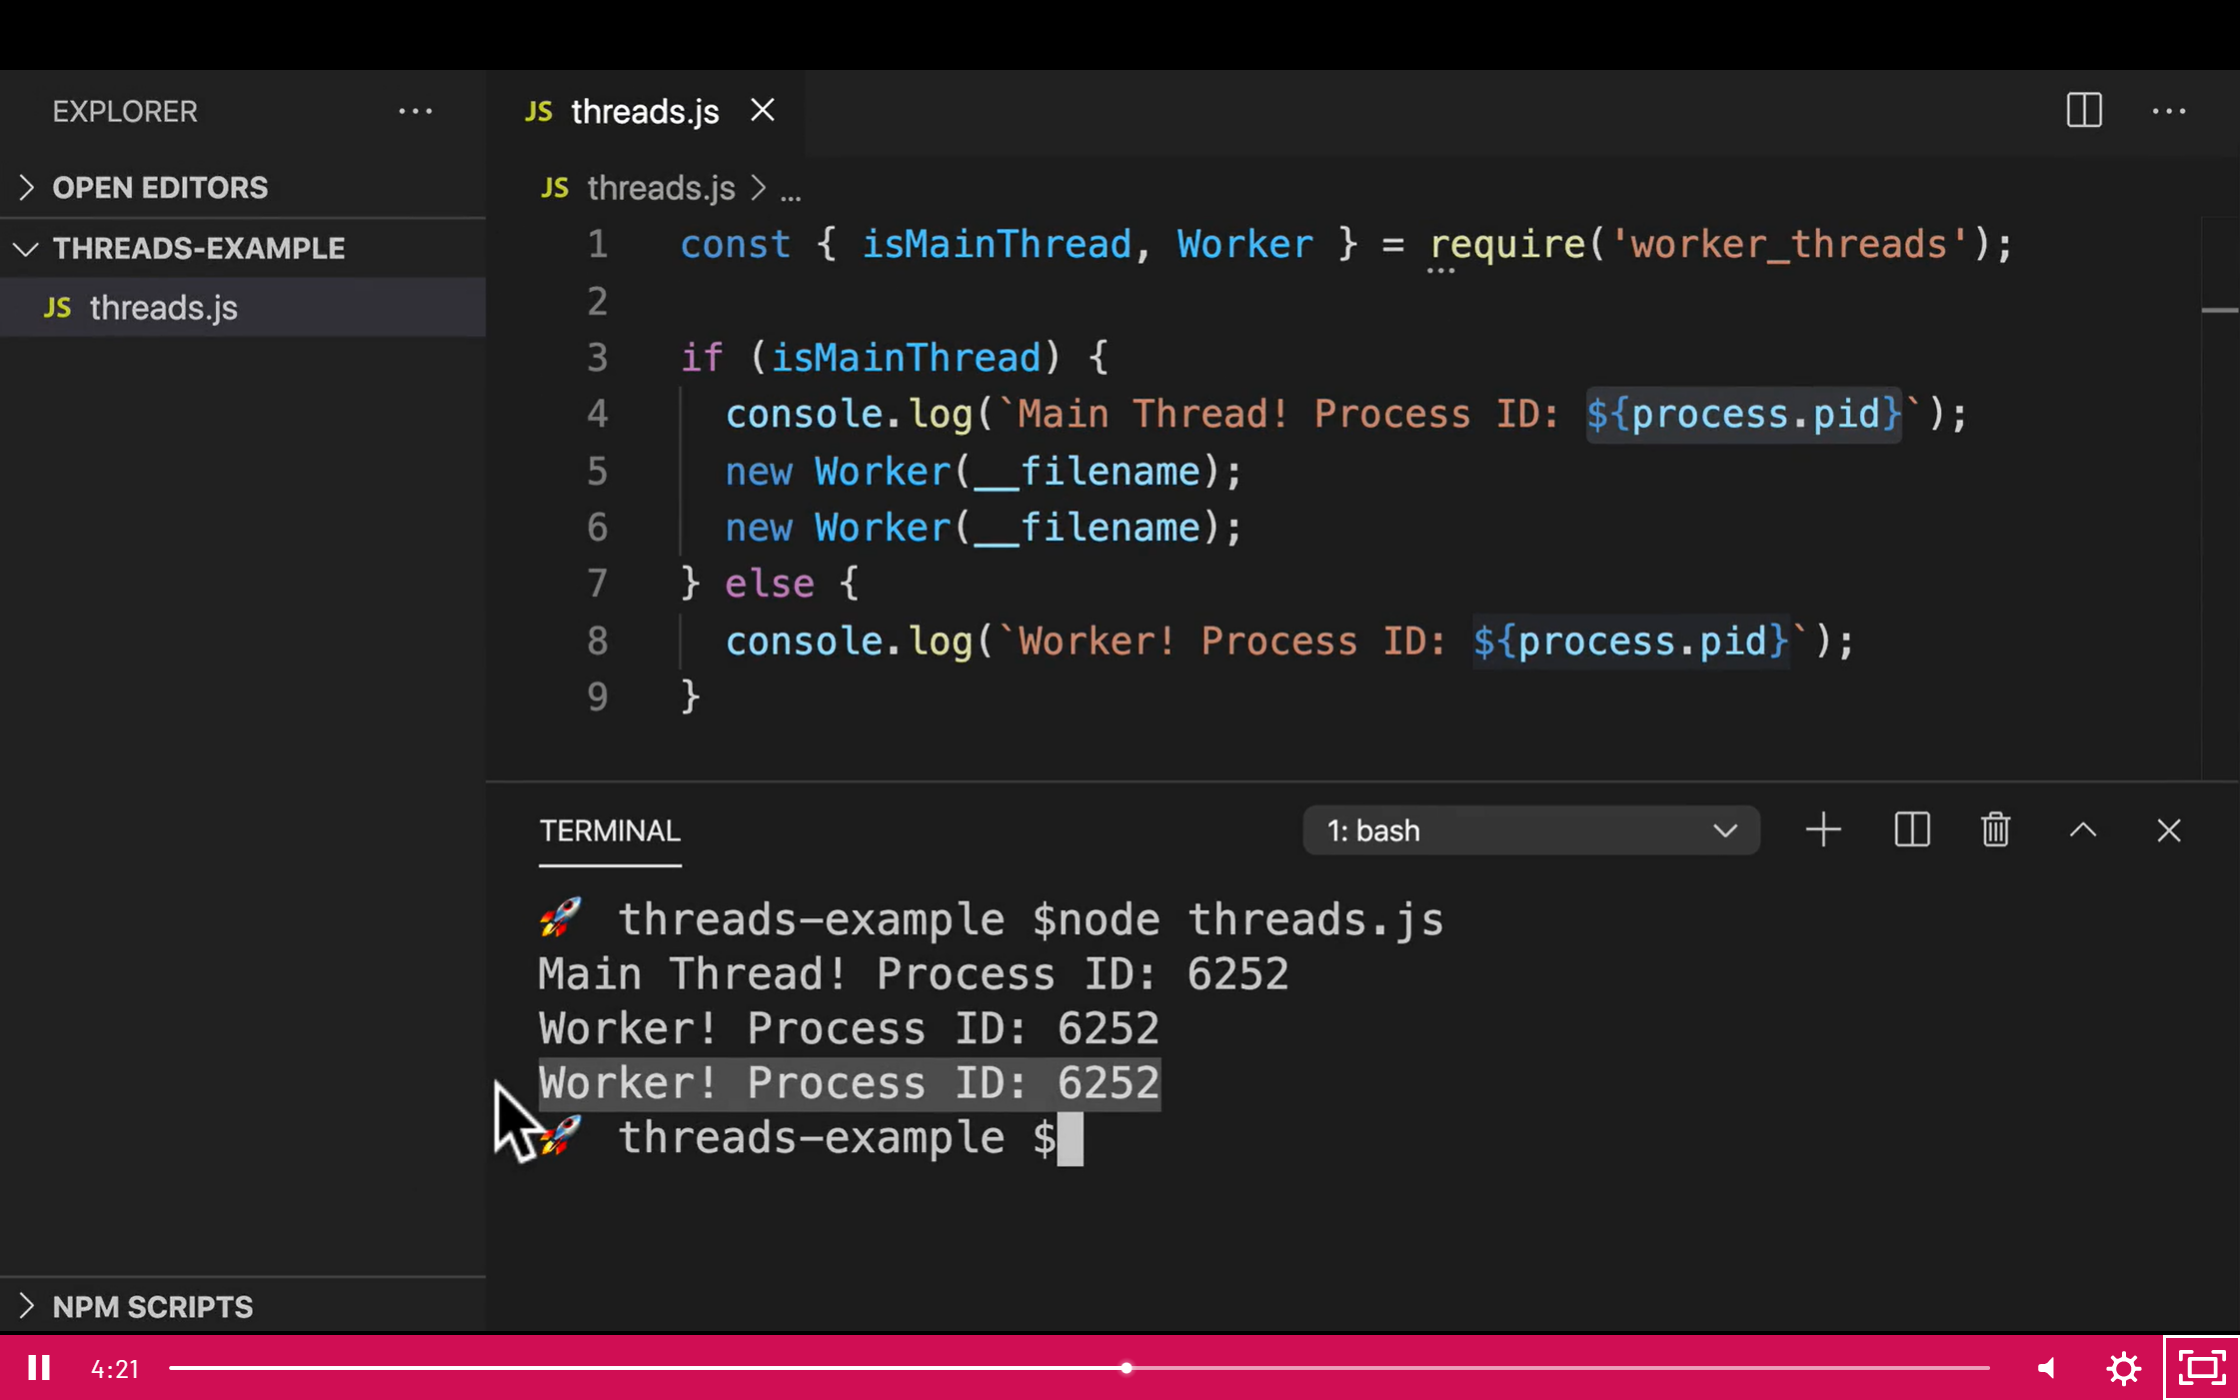 EXPLORER ···
OPEN EDITORS
THREADS-EXAMPLE
JS threads.js
NPM SCRIPTS
JS threads.js
JS threads.js > ...
1 const { isMainThread, Worker } = require('worker_threads');
2
3 if (isMainThread) {
4 console.log(`Main Thread! Process ID: ${process.pid}`);
5 new Worker(__filename);
6 new Worker(__filename);
7 } else {
8 console.log(`Worker! Process ID: ${process.pid}`);
9 }
TERMINAL 1: bash
🚀 threads-example $node threads.js
Main Thread! Process ID: 6252
Worker! Process ID: 6252
Worker! Process ID: 6252
🚀 threads-example $
4:21